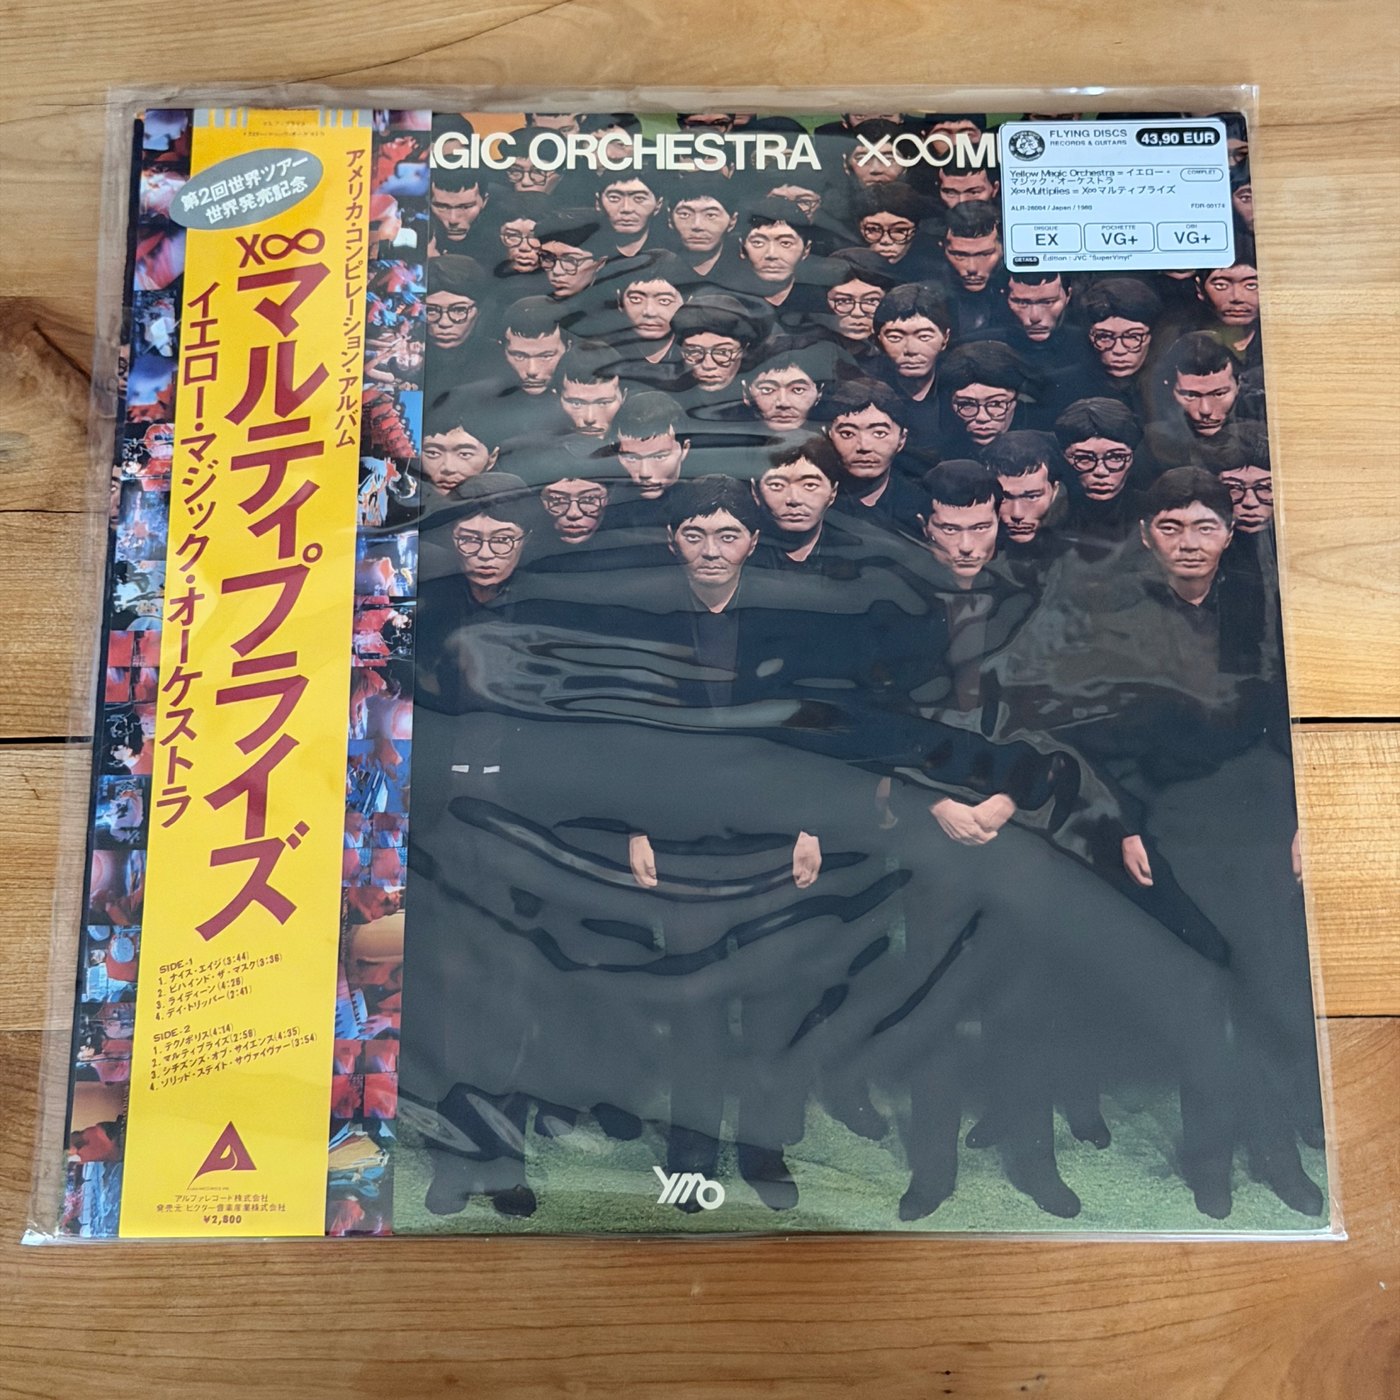 第2回世界ツアー
世界発売記念
アメリカ・コンピレーション・アルバム
X∞マルティプライズ
イエロー・マジック・オーケストラ
SIDE-1
1. ナイス・エイジ(3:44)
2. ビハインド・ザ・マスク(3:36)
3. ライディーン(4:26)
4. デイ・トリッパー(2:41)
SIDE-2
1. テクノポリス(4:14)
2. マルティプライズ(2:56)
3. シチズンズ・オブ・サイエンス(4:35)
4. ソリッド・ステイト・サヴァイヴァー(3:54)
アルファレコード株式会社
発売元 ビクター音楽産業株式会社
¥2,800
AGIC ORCHESTRA X∞MU
FLYING DISCS
RECORDS & GUITARS
43,90 EUR
Yellow Magic Orchestra = イエロー・
マジック・オーケストラ
X∞Multiplies = X∞マルティプライズ
COMPLET
ALR-28004 / Japan / 1980
FDR-00174
DISQUE
EX
POCHETTE
VG+
OBI
VG+
DETAILS
Édition : JVC "SuperVinyl"
YMO